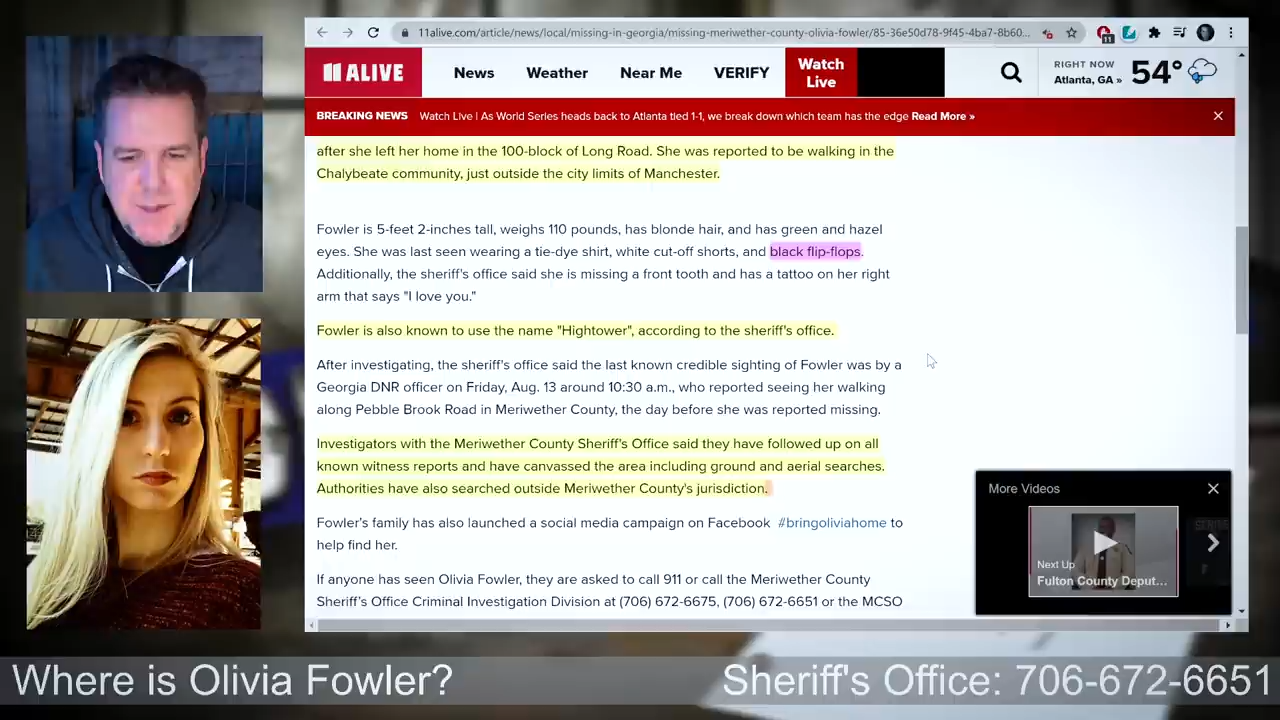 11alive.com/article/news/local/missing-in-georgia/missing-meriwether-county-olivia-fowler/85-36e50d78-9f45-4ba7-8b60...
11
11 ALIVE
News
Weather
Near Me
VERIFY
Watch
Live
RIGHT NOW
Atlanta, GA »
54°
BREAKING NEWS Watch Live | As World Series heads back to Atlanta tied 1-1, we break down which team has the edge Read More »
after she left her home in the 100-block of Long Road. She was reported to be walking in the
Chalybeate community, just outside the city limits of Manchester.
Fowler is 5-feet 2-inches tall, weighs 110 pounds, has blonde hair, and has green and hazel
eyes. She was last seen wearing a tie-dye shirt, white cut-off shorts, and black flip-flops.
Additionally, the sheriff's office said she is missing a front tooth and has a tattoo on her right
arm that says "I love you."
Fowler is also known to use the name "Hightower", according to the sheriff's office.
After investigating, the sheriff's office said the last known credible sighting of Fowler was by a
Georgia DNR officer on Friday, Aug. 13 around 10:30 a.m., who reported seeing her walking
along Pebble Brook Road in Meriwether County, the day before she was reported missing.
Investigators with the Meriwether County Sheriff's Office said they have followed up on all
known witness reports and have canvassed the area including ground and aerial searches.
Authorities have also searched outside Meriwether County's jurisdiction.
Fowler's family has also launched a social media campaign on Facebook #bringoliviahome to
help find her.
If anyone has seen Olivia Fowler, they are asked to call 911 or call the Meriwether County
Sheriff's Office Criminal Investigation Division at (706) 672-6675, (706) 672-6651 or the MCSO
More Videos
Next Up
Fulton County Deput...
Where is Olivia Fowler?
Sheriff's Office: 706-672-6651